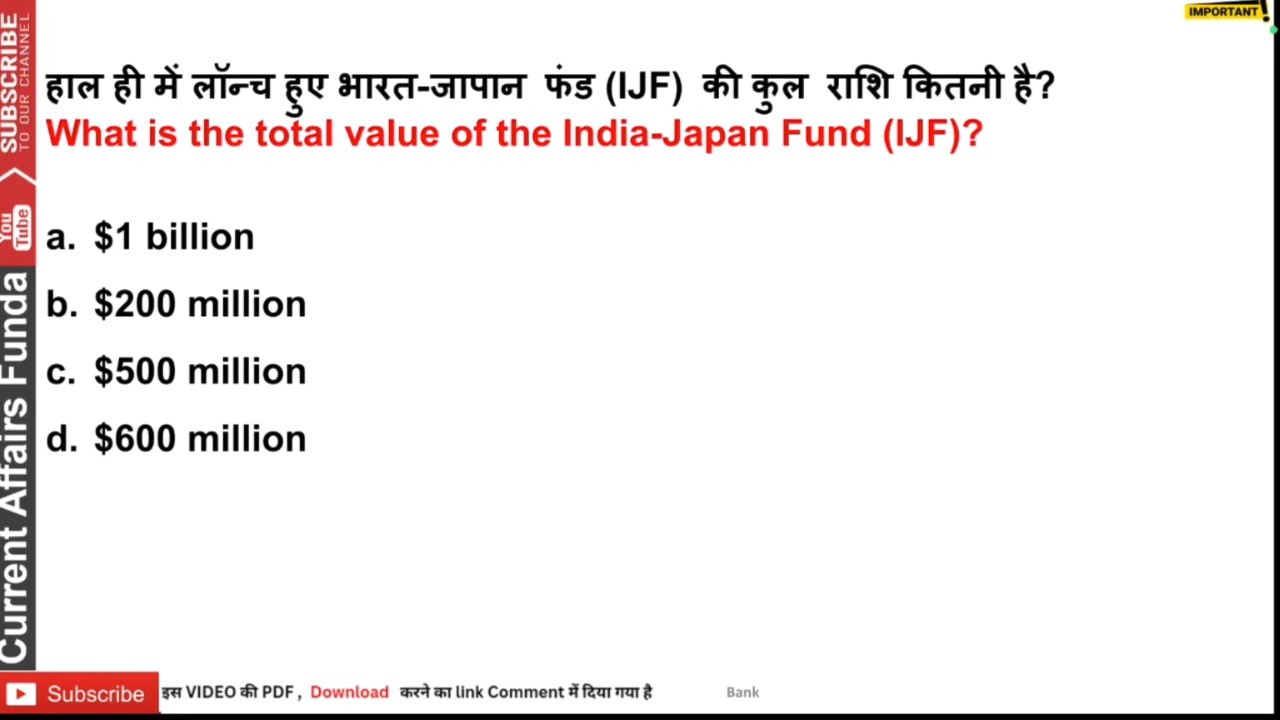 IMPORTANT!
हाल ही में लॉन्च हुए भारत-जापान फंड (IJF) की कुल राशि कितनी है?
What is the total value of the India-Japan Fund (IJF)?
a. $1 billion
b. $200 million
c. $500 million
d. $600 million
SUBSCRIBE
TO OUR CHANNEL
You
Tube
Current Affairs Funda
Subscribe इस VIDEO की PDF , Download करने का link Comment में दिया गया है Bank